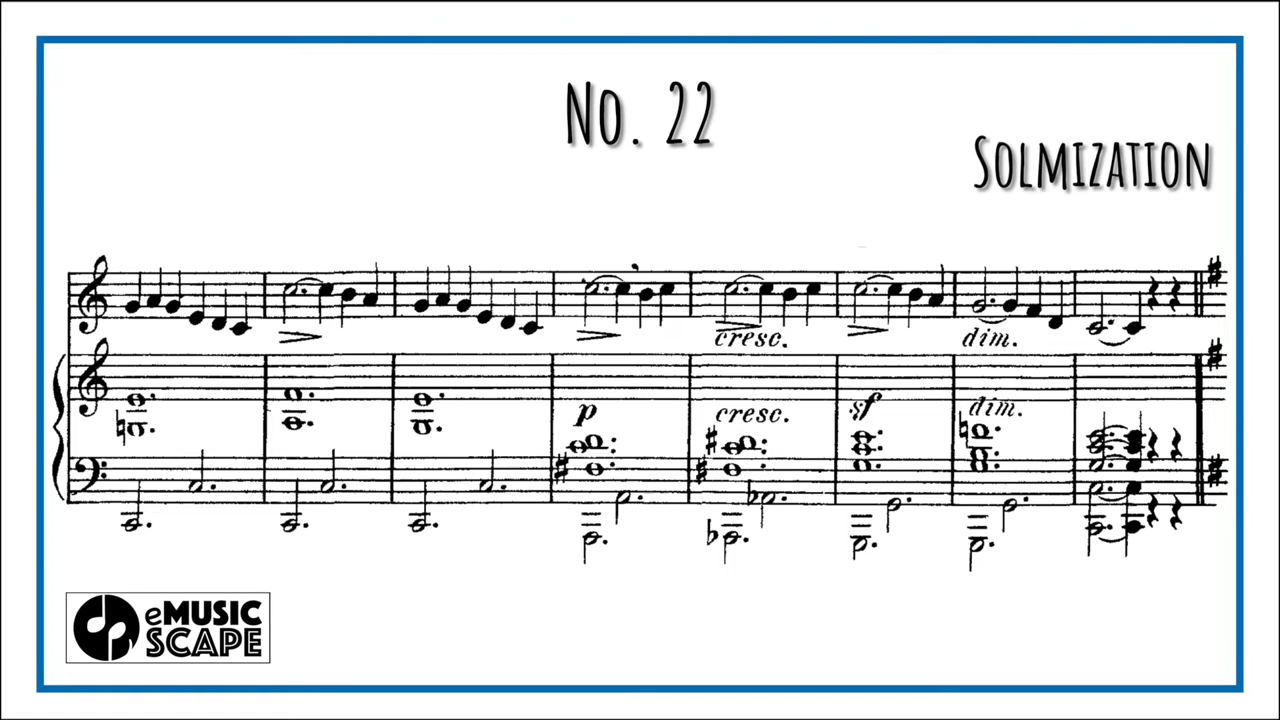 No. 22
Solmization
cresc.
dim.
p
cresc.
sf
dim.
eMUSIC
SCAPE